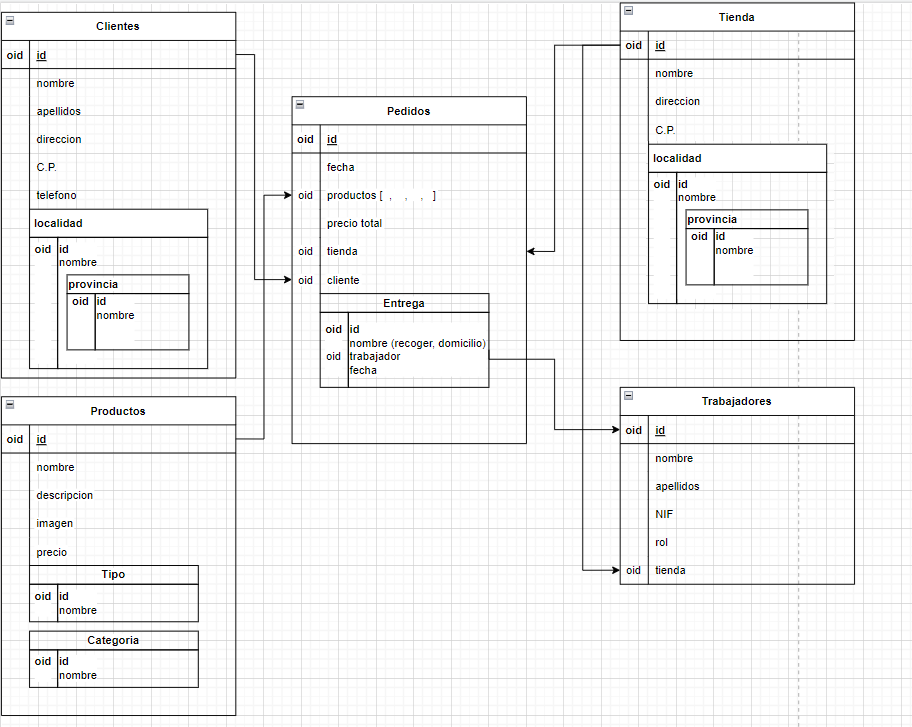 Clientes
oid id
nombre
apellidos
direccion
C.P.
telefono
localidad
oid id
nombre
provincia
oid id
nombre
Productos
oid id
nombre
descripcion
imagen
precio
Tipo
oid id
nombre
Categoria
oid id
nombre
Pedidos
oid id
fecha
oid productos [ , , , ]
precio total
oid tienda
oid cliente
Entrega
oid id
nombre (recoger, domicilio)
oid trabajador
fecha
Tienda
oid id
nombre
direccion
C.P.
localidad
oid id
nombre
provincia
oid id
nombre
Trabajadores
oid id
nombre
apellidos
NIF
rol
oid tienda